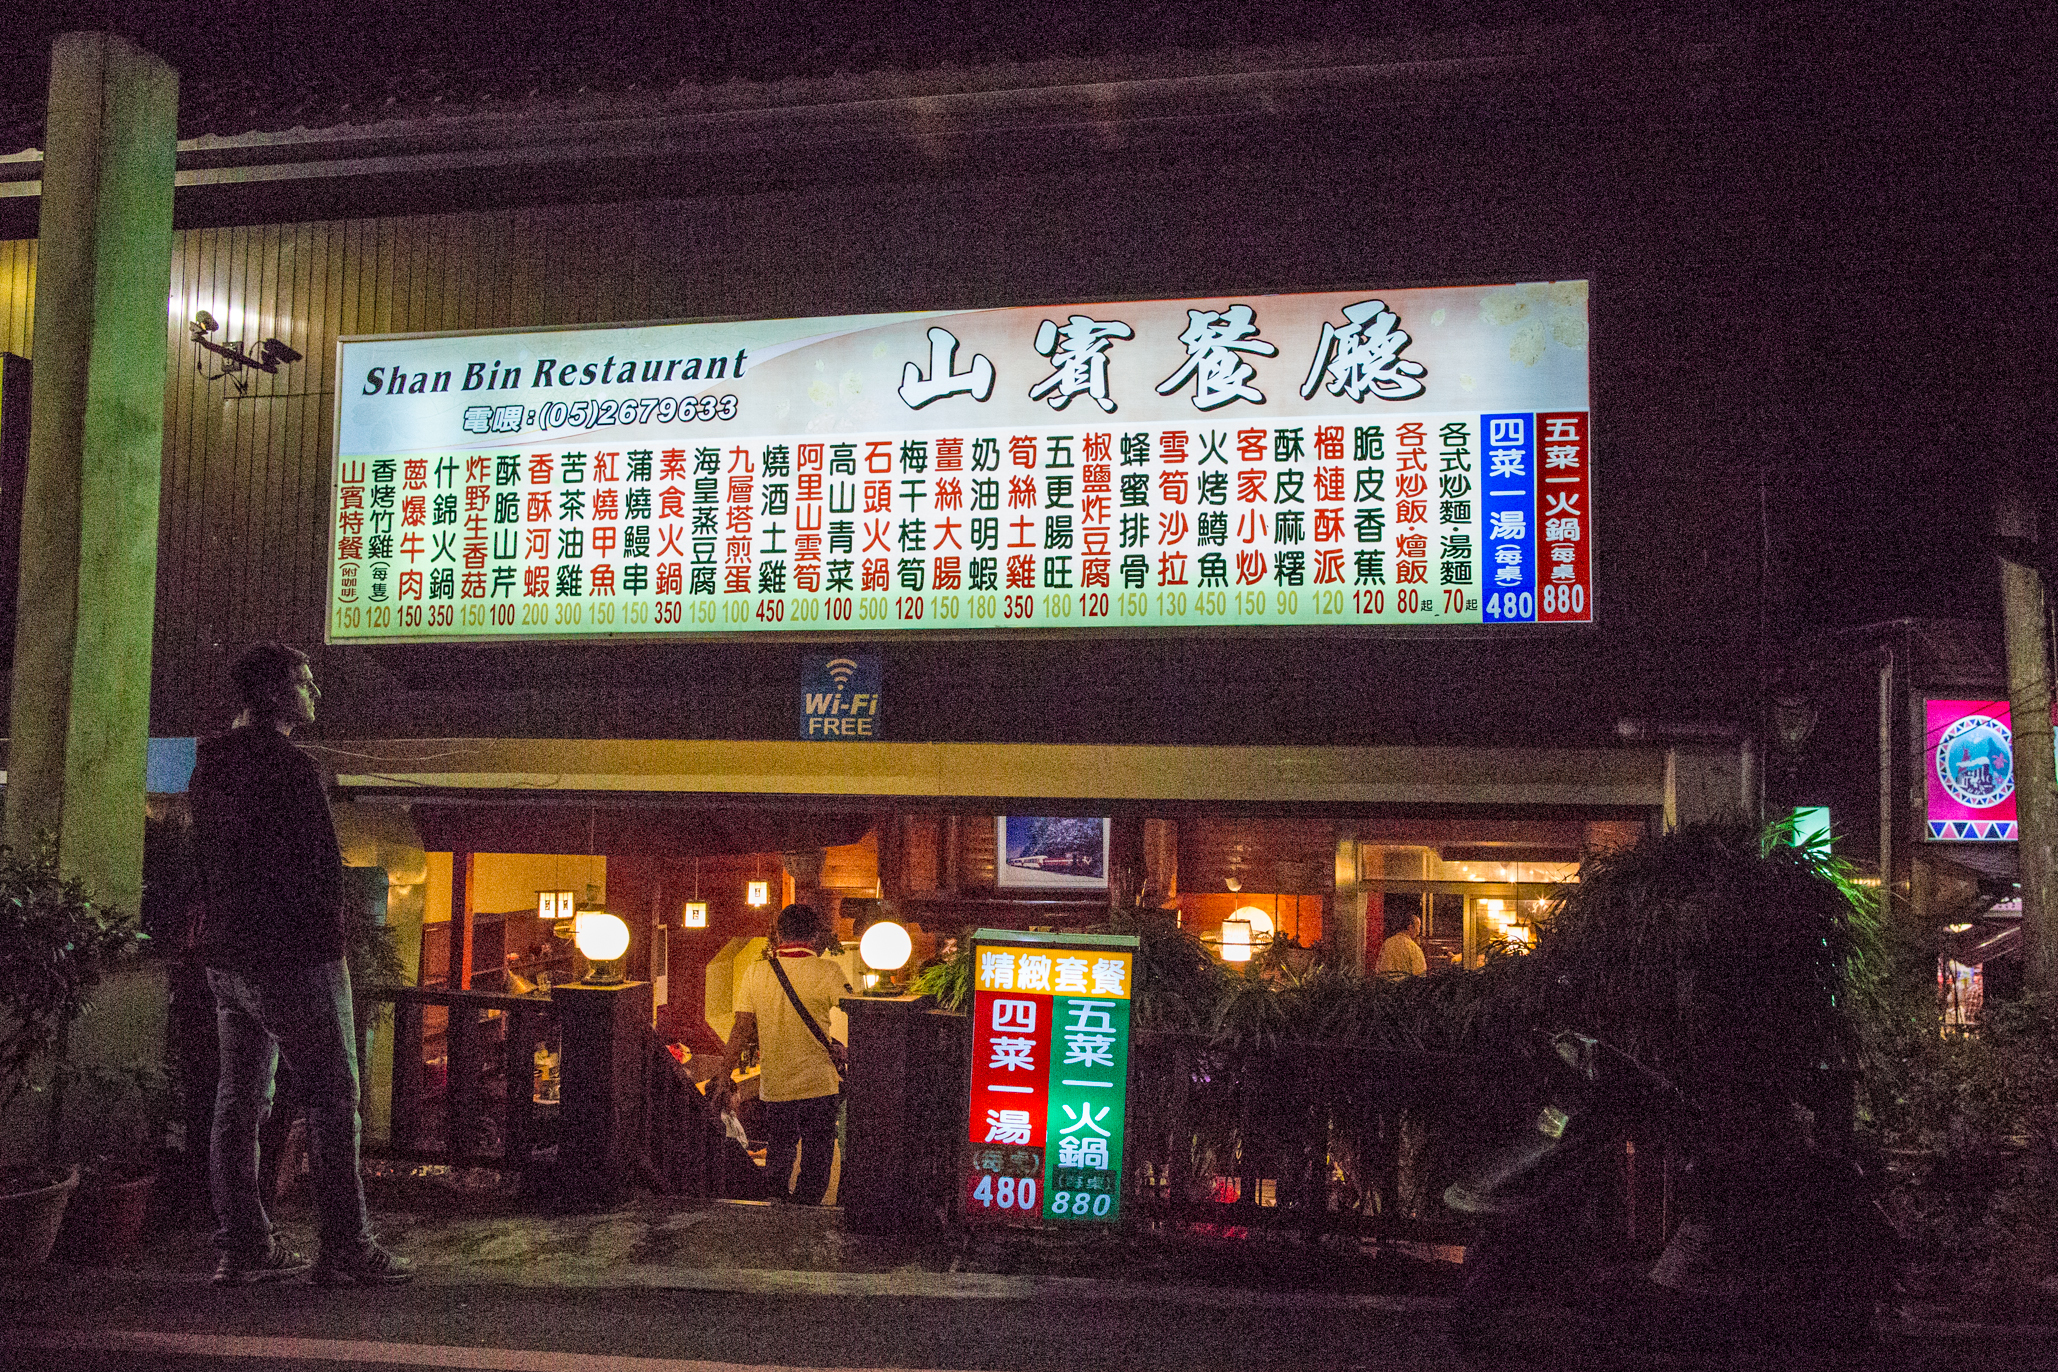 Shan Bin Restaurant
電喂:(05)2679633
山賓餐廳
山賓特餐(附咖啡) 150
香烤竹雞(每隻) 120
蔥爆牛肉 150
什錦火鍋 350
炸野生香菇 150
酥脆山芹 100
香酥河蝦 200
苦茶油雞 300
紅燒甲魚 150
蒲燒鰻串 150
素食火鍋 350
海皇蒸豆腐 150
九層塔煎蛋 100
燒酒土雞 450
阿里山雲筍 200
高山青菜 100
石頭火鍋 500
梅干桂筍 120
薑絲大腸 150
奶油明蝦 180
筍絲土雞 350
五更腸旺 180
椒鹽炸豆腐 120
蜂蜜排骨 150
雪筍沙拉 130
火烤鱒魚 450
客家小炒 150
酥皮麻糬 90
榴槤酥派 120
脆皮香蕉 120
各式炒飯·燴飯 80起
各式炒麵·湯麵 70起
四菜一湯(每桌) 480
五菜一火鍋(每桌) 880
Wi-Fi
FREE
精緻套餐
四菜一湯(每桌) 480
五菜一火鍋(每桌) 880